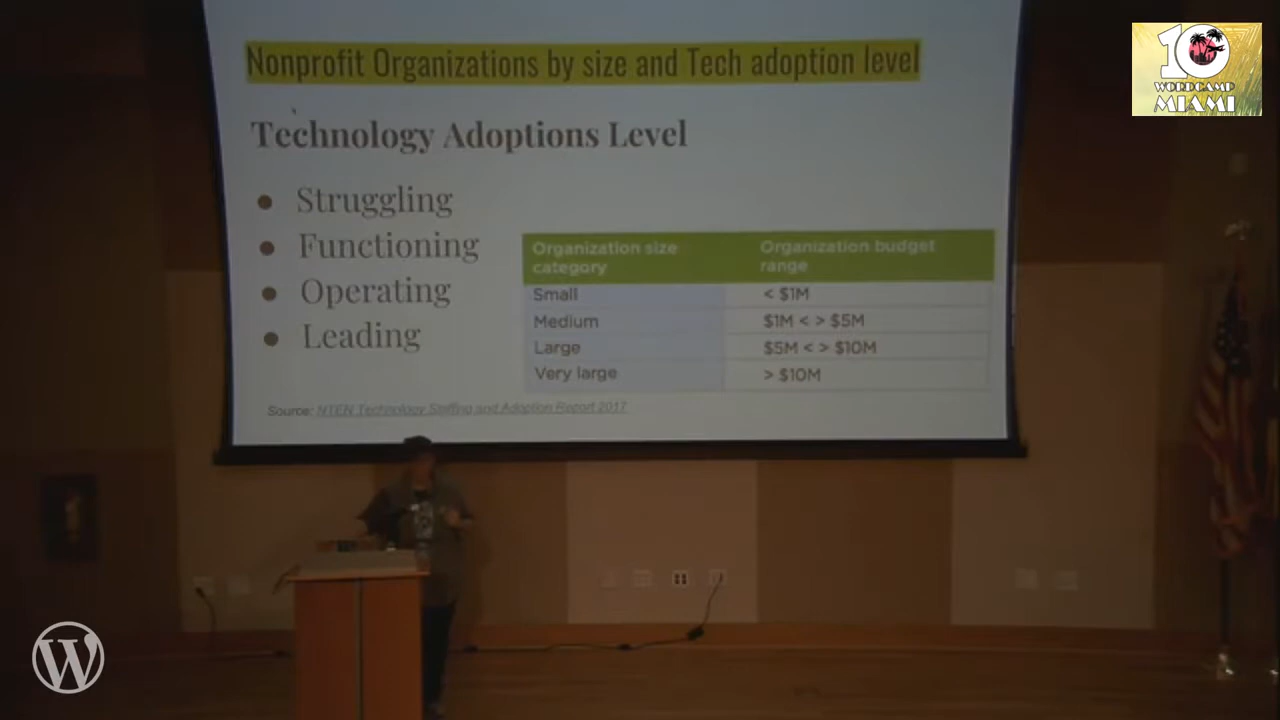 Nonprofit Organizations by size and Tech adoption level
Technology Adoptions Level
● Struggling
● Functioning
● Operating
● Leading
Organization size category
Organization budget range
Small
< $1M
Medium
$1M < > $5M
Large
$5M < > $10M
Very large
> $10M
Source: NTEN Technology Staffing and Adoption Report 2017
10
WORDCAMP
MIAMI
W